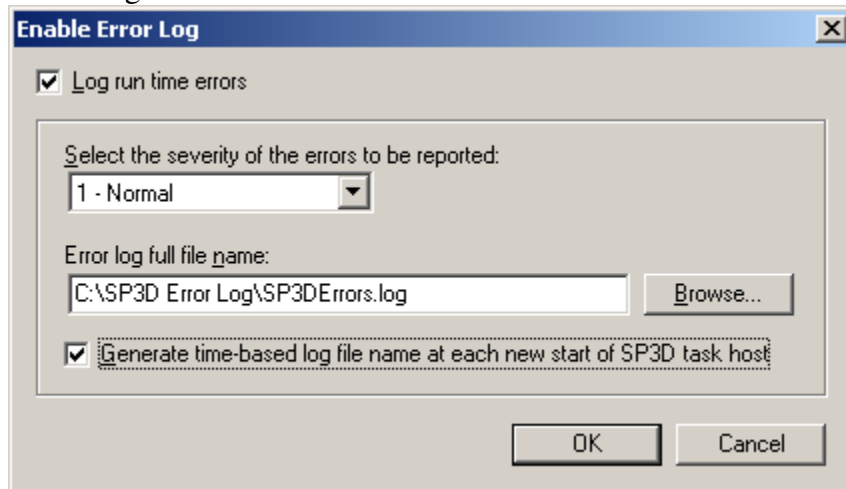 Enable Error Log
Log run time errors
Select the severity of the errors to be reported:
1 - Normal
Error log full file name:
C:\SP3D Error Log\SP3DErrors.log
Browse...
Generate time-based log file name at each new start of SP3D task host
OK
Cancel